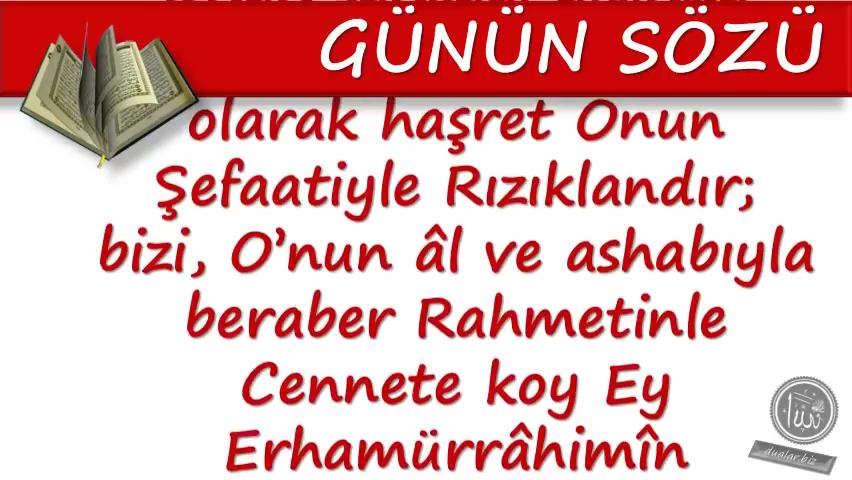 GÜNÜN SÖZÜ
olarak haşret Onun
Şefaatiyle Rızıklandır;
bizi, O’nun âl ve ashabıyla
beraber Rahmetinle
Cennete koy Ey
Erhamürrâhimîn
dualar.biz